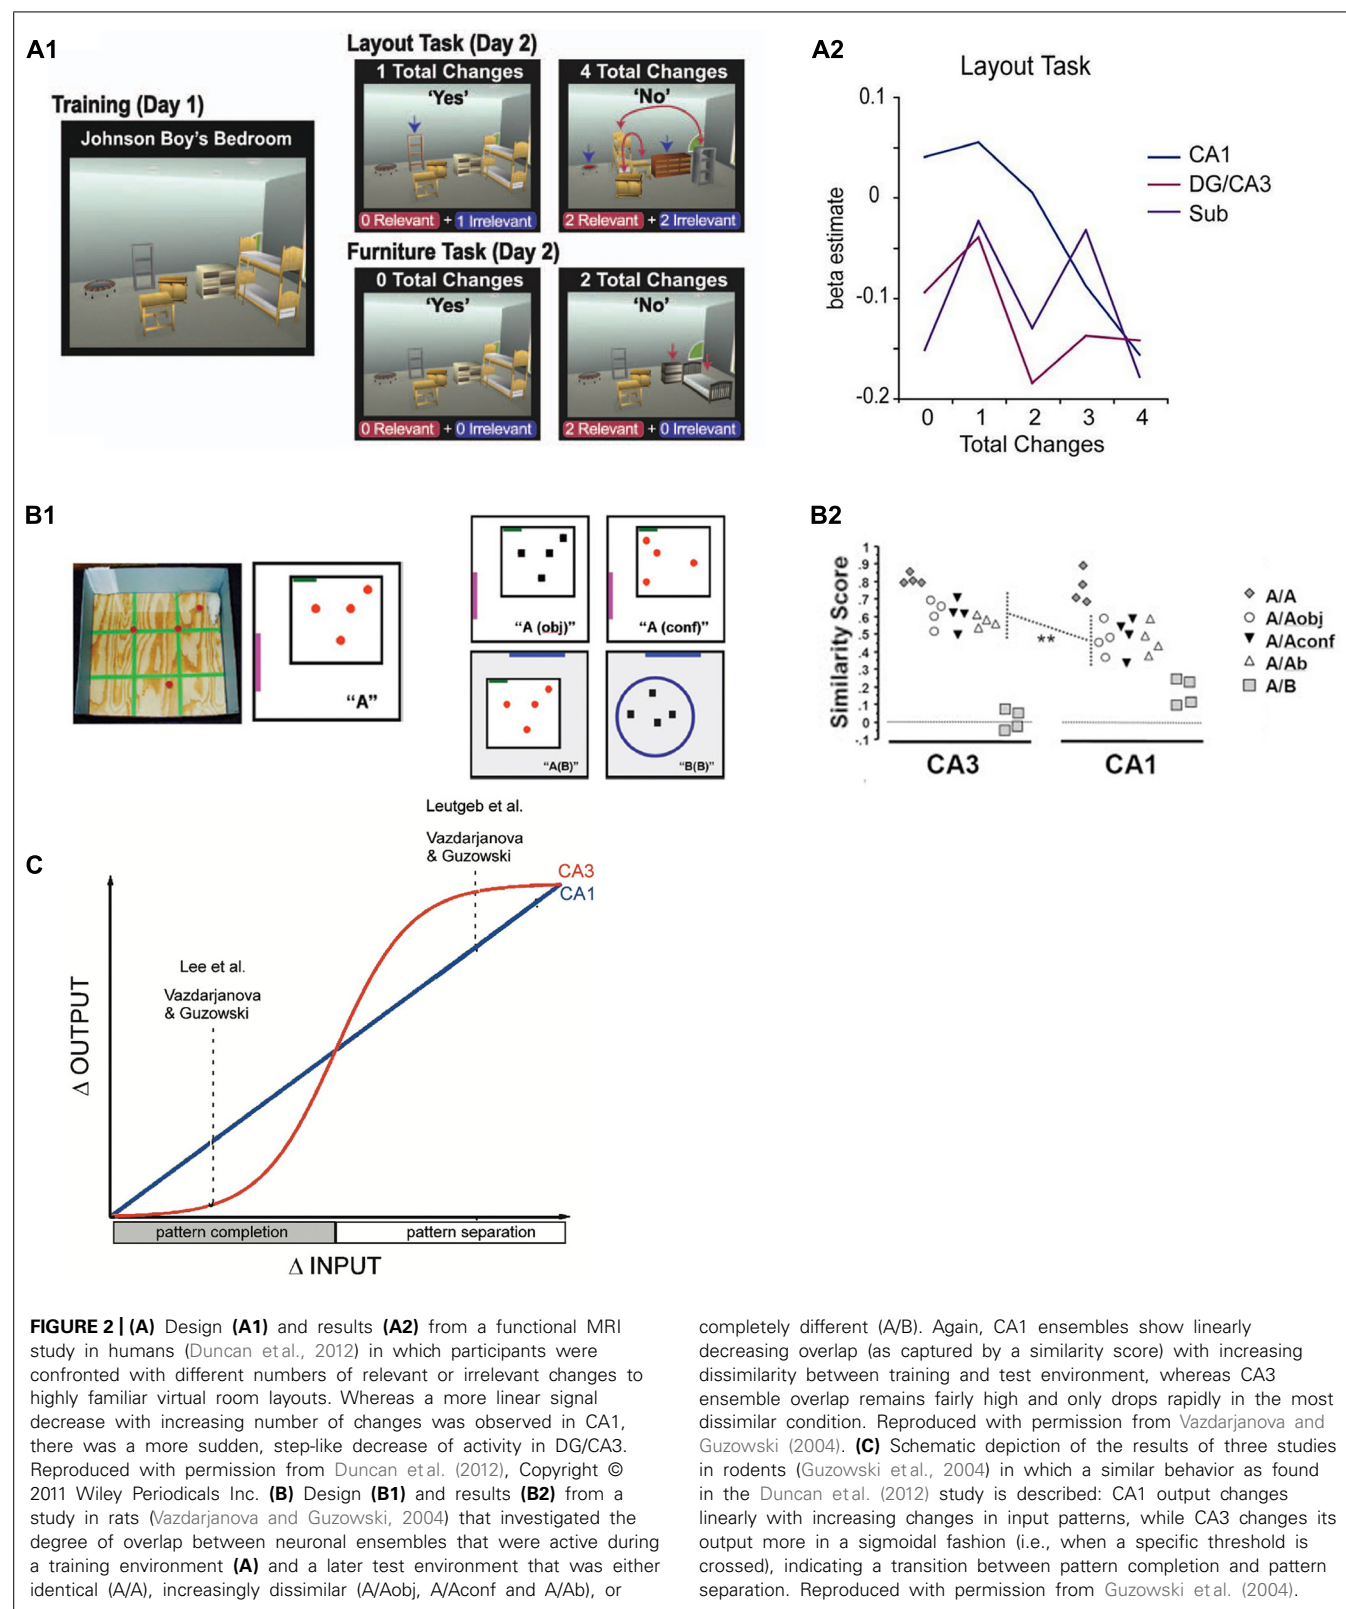 A1
Training (Day 1)
Johnson Boy's Bedroom
Layout Task (Day 2)
1 Total Changes
'Yes'
0 Relevant + 1 Irrelevant
4 Total Changes
'No'
2 Relevant + 2 Irrelevant
Furniture Task (Day 2)
0 Total Changes
'Yes'
0 Relevant + 0 Irrelevant
2 Total Changes
'No'
2 Relevant + 0 Irrelevant
A2
Layout Task
0.1
0
-0.1
-0.2
beta estimate
0 1 2 3 4
Total Changes
CA1
DG/CA3
Sub
B1
"A"
"A (obj)"
"A (conf)"
"A(B)"
"B(B)"
B2
Similarity Score
1
.9
.8
.7
.6
.5
.4
.3
.2
.1
0
-.1
**
CA3
CA1
A/A
A/Aobj
A/Aconf
A/Ab
A/B
C
Leutgeb et al.
Vazdarjanova
& Guzowski
CA3
CA1
Lee et al.
Vazdarjanova
& Guzowski
Δ OUTPUT
pattern completion
pattern separation
Δ INPUT
FIGURE 2 | (A) Design (A1) and results (A2) from a functional MRI
study in humans (Duncan et al., 2012) in which participants were
confronted with different numbers of relevant or irrelevant changes to
highly familiar virtual room layouts. Whereas a more linear signal
decrease with increasing number of changes was observed in CA1,
there was a more sudden, step-like decrease of activity in DG/CA3.
Reproduced with permission from Duncan et al. (2012), Copyright ©
2011 Wiley Periodicals Inc. (B) Design (B1) and results (B2) from a
study in rats (Vazdarjanova and Guzowski, 2004) that investigated the
degree of overlap between neuronal ensembles that were active during
a training environment (A) and a later test environment that was either
identical (A/A), increasingly dissimilar (A/Aobj, A/Aconf and A/Ab), or
completely different (A/B). Again, CA1 ensembles show linearly
decreasing overlap (as captured by a similarity score) with increasing
dissimilarity between training and test environment, whereas CA3
ensemble overlap remains fairly high and only drops rapidly in the most
dissimilar condition. Reproduced with permission from Vazdarjanova and
Guzowski (2004). (C) Schematic depiction of the results of three studies
in rodents (Guzowski et al., 2004) in which a similar behavior as found
in the Duncan et al. (2012) study is described: CA1 output changes
linearly with increasing changes in input patterns, while CA3 changes its
output more in a sigmoidal fashion (i.e., when a specific threshold is
crossed), indicating a transition between pattern completion and pattern
separation. Reproduced with permission from Guzowski et al. (2004).